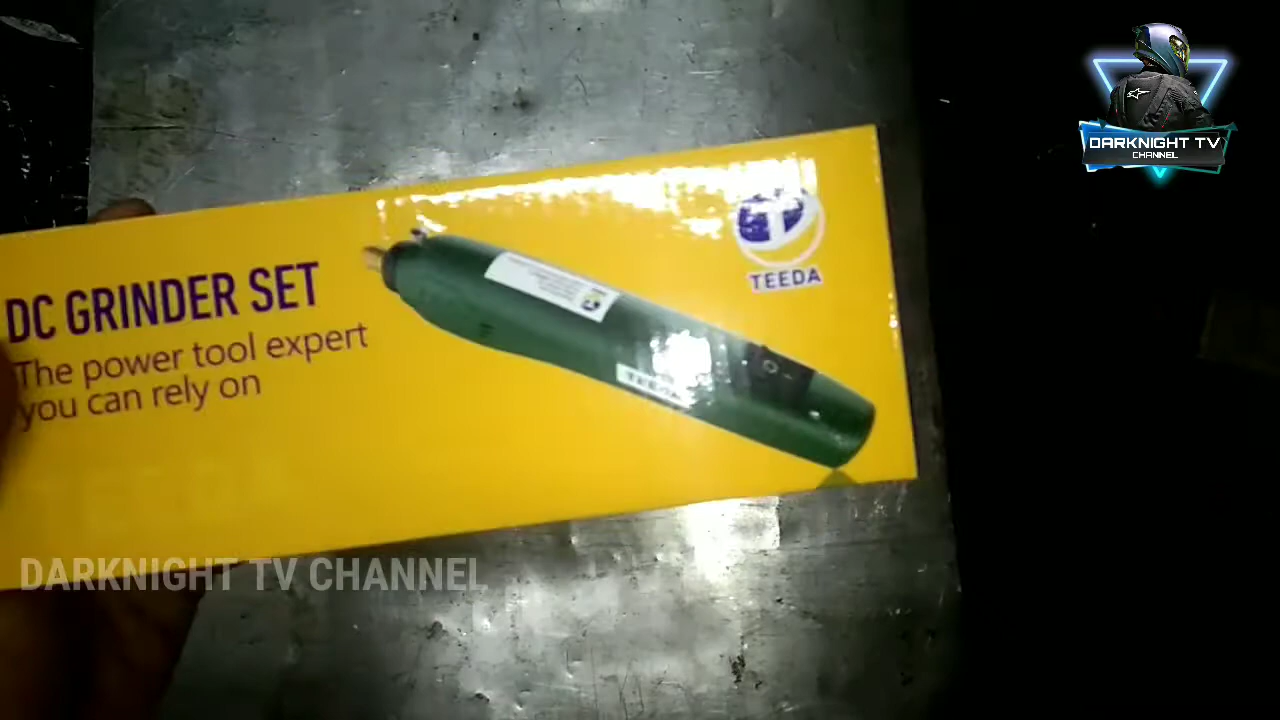 DARKNIGHT TV
CHANNEL
TEEDA
DC GRINDER SET
The power tool expert
you can rely on
TEEDA
DARKNIGHT TV CHANNEL